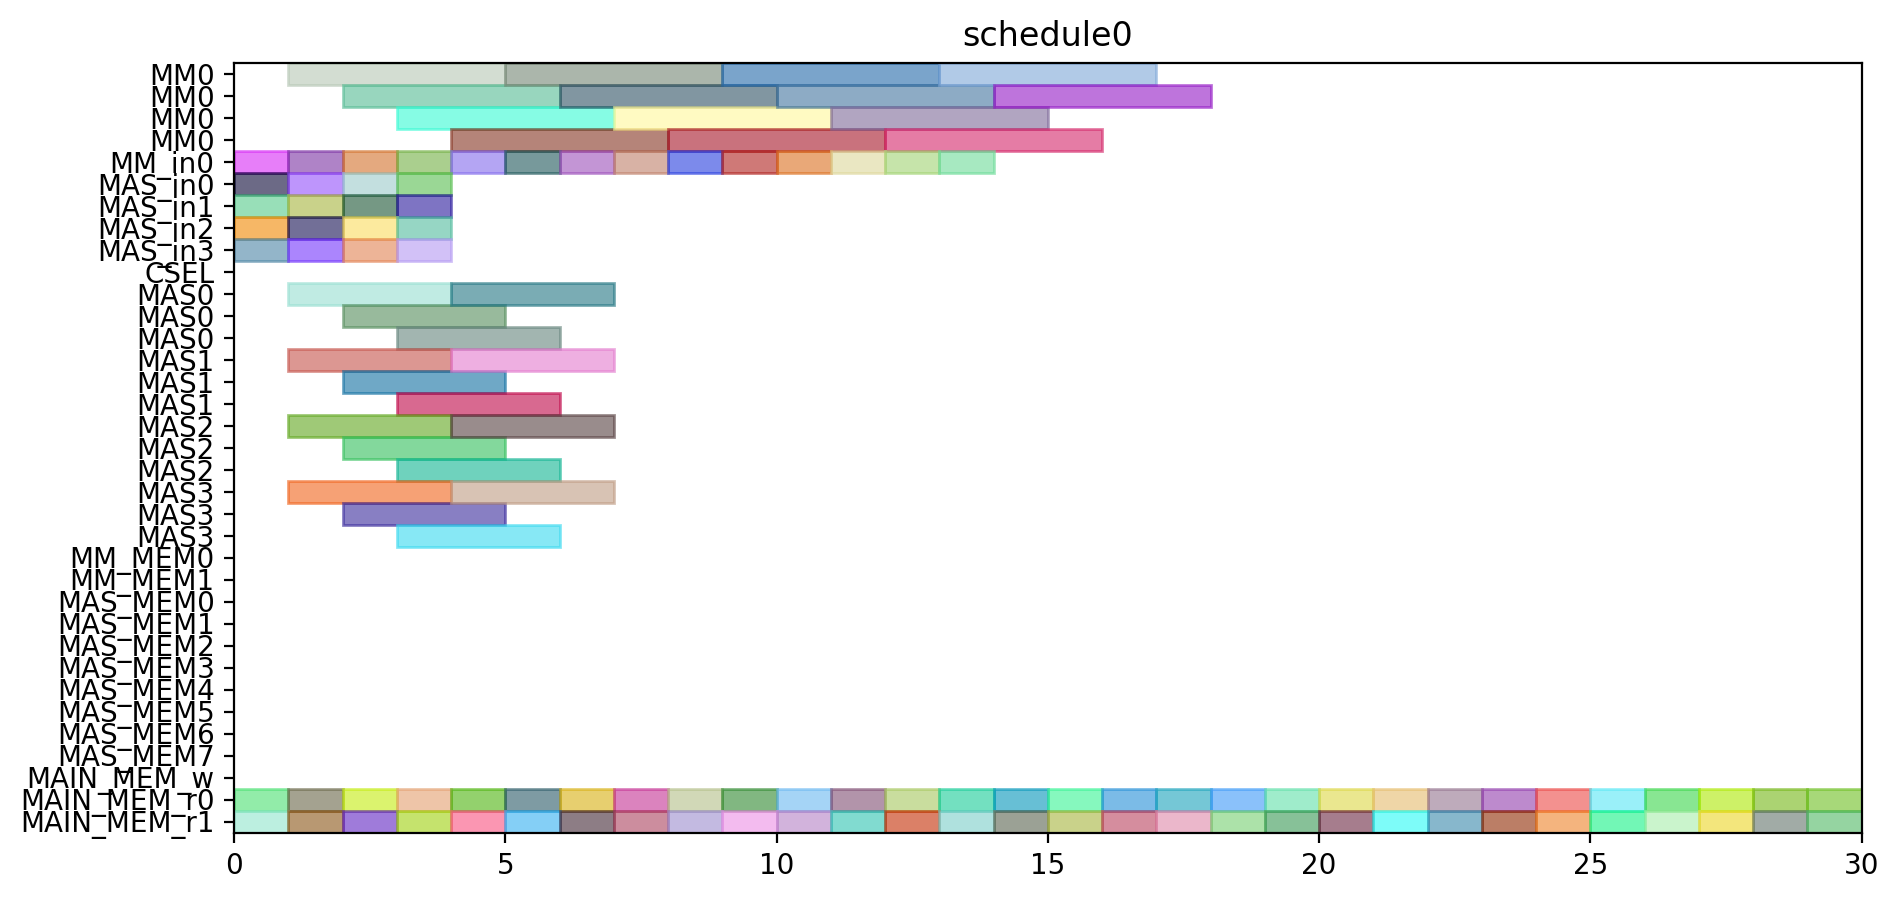 schedule0
MM0
MM0
MM0
MM0
MM_in0
MAS_in0
MAS_in1
MAS_in2
MAS_in3
CSEL
MAS0
MAS0
MAS0
MAS1
MAS1
MAS1
MAS2
MAS2
MAS2
MAS3
MAS3
MAS3
MM_MEM0
MM_MEM1
MAS_MEM0
MAS_MEM1
MAS_MEM2
MAS_MEM3
MAS_MEM4
MAS_MEM5
MAS_MEM6
MAS_MEM7
MAIN_MEM_w
MAIN_MEM_r0
MAIN_MEM_r1
0 5 10 15 20 25 30